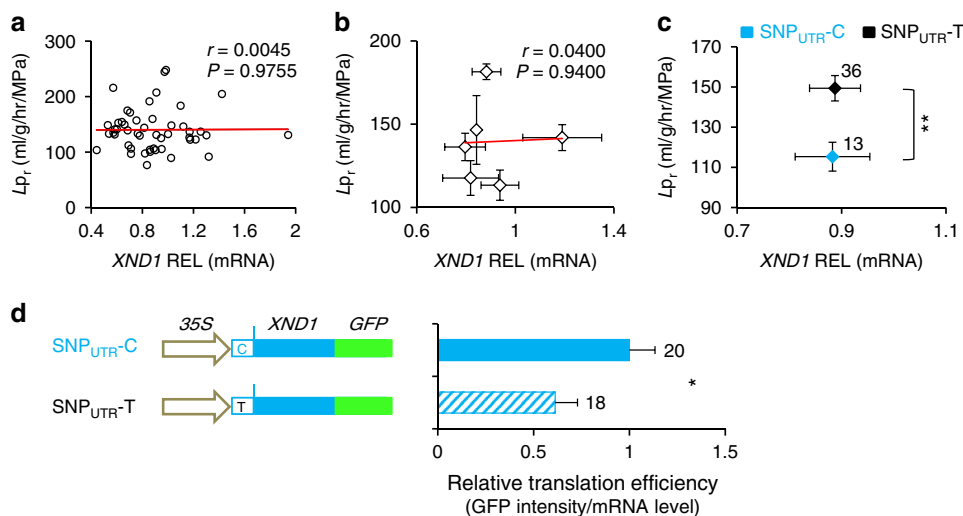 a
300
200
100
0
Lpr (ml/g/hr/MPa)
r = 0.0045
P = 0.9755
0.4 0.8 1.2 1.6 2
XND1 REL (mRNA)
b
200
150
100
Lpr (ml/g/hr/MPa)
r = 0.0400
P = 0.9400
0.6 1 1.4
XND1 REL (mRNA)
c
SNPUTR-C SNPUTR-T
170
150
130
110
90
Lpr (ml/g/hr/MPa)
36
13
**
0.7 0.9 1.1
XND1 REL (mRNA)
d
35S XND1 GFP
SNPUTR-C
C
SNPUTR-T
T
20
*
18
0 0.5 1 1.5
Relative translation efficiency
(GFP intensity/mRNA level)